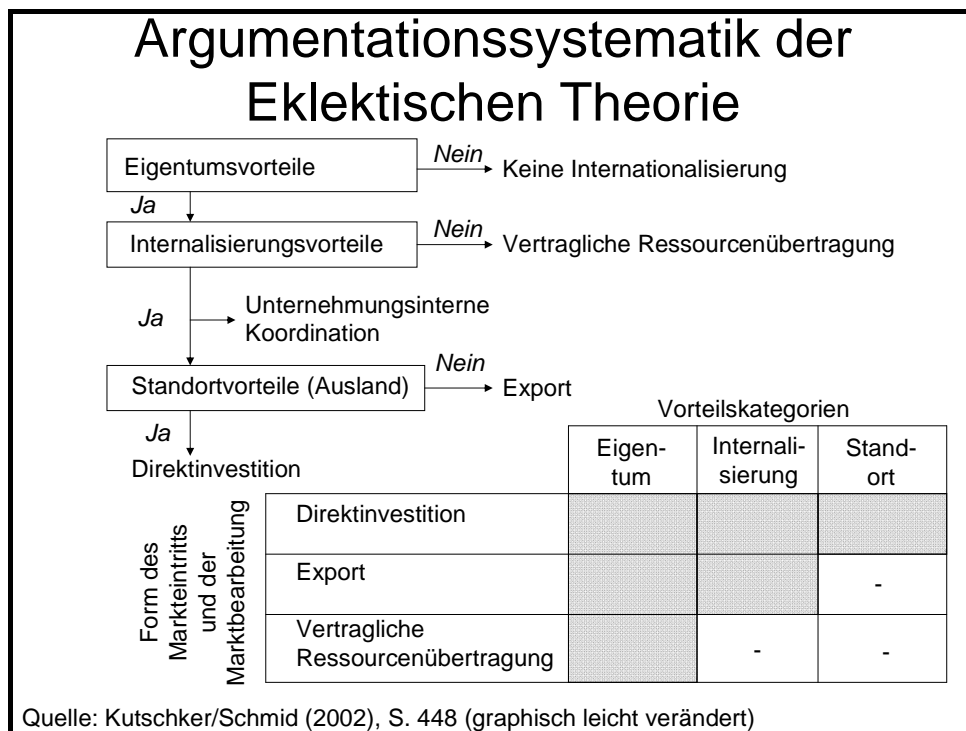 Argumentationssystematik der
Eklektischen Theorie
Eigentumsvorteile
Nein
Keine Internationalisierung
Ja
Internalisierungsvorteile
Nein
Vertragliche Ressourcenübertragung
Ja
Unternehmungsinterne
Koordination
Standortvorteile (Ausland)
Nein
Export
Ja
Direktinvestition
Vorteilskategorien
Eigen-
tum
Internali-
sierung
Stand-
ort
Form des
Markteintritts
und der
Marktbearbeitung
Direktinvestition
Export
-
Vertragliche
Ressourcenübertragung
-
-
Quelle: Kutschker/Schmid (2002), S. 448 (graphisch leicht verändert)